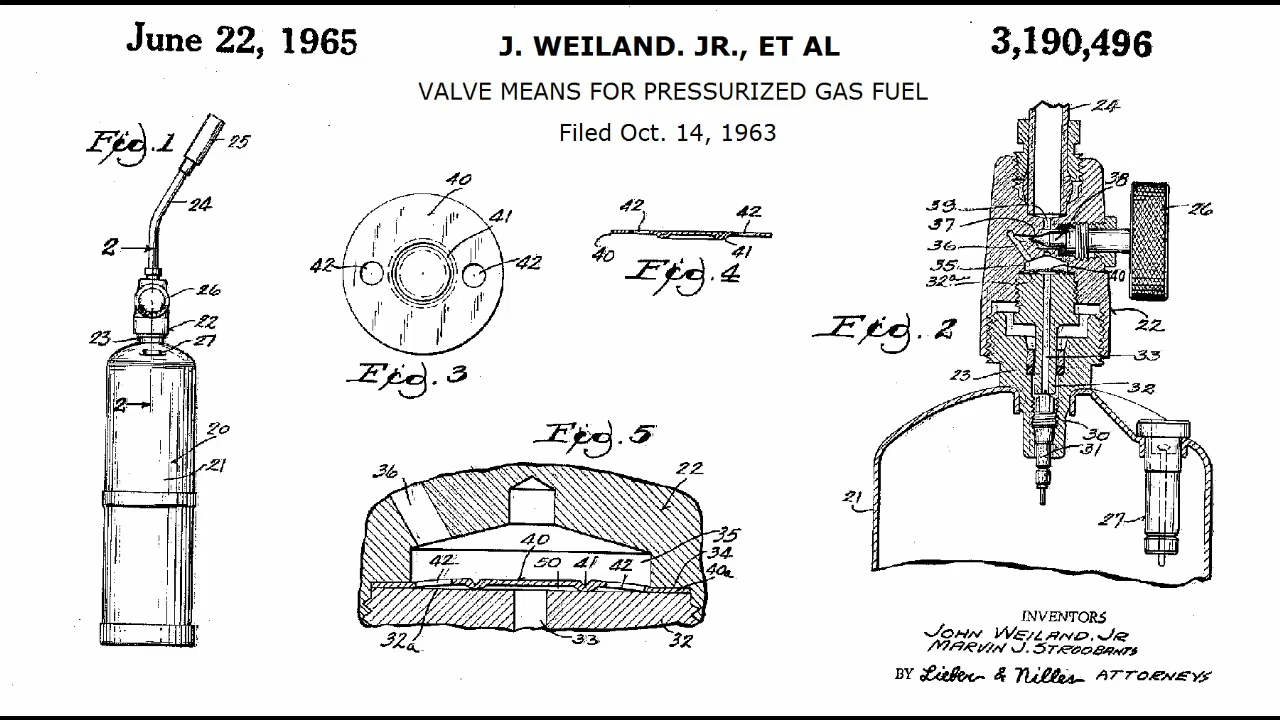 June 22, 1965
J. WEILAND. JR., ET AL
3,190,496
VALVE MEANS FOR PRESSURIZED GAS FUEL
Filed Oct. 14, 1963
Fig. 1
25
24
2
26
22
23
27
2
20
21
40
41
42
42
Fig. 3
42
42
40
41
Fig. 4
Fig. 5
36
22
35
34
40a
40
42
50
41
42
32a
33
32
24
38
39
37
36
35
32a
40
26
22
Fig. 2
33
23
32
30
31
21
27
INVENTORS
JOHN WEILAND, JR
MARVIN J. STROOBANTS
BY Lieber & Nilles ATTORNEYS